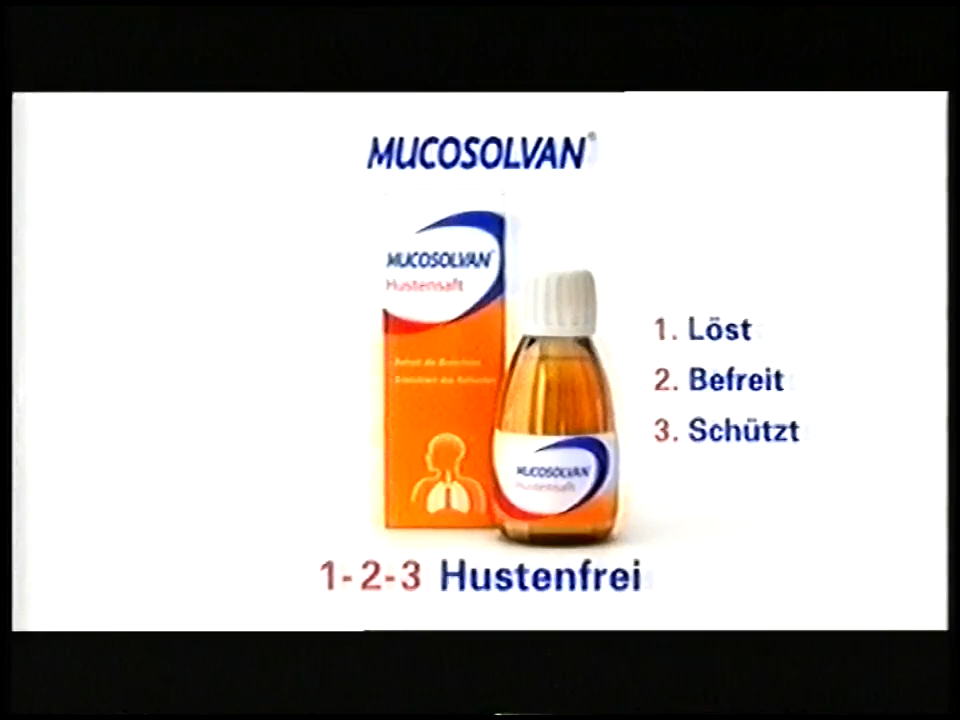 MUCOSOLVAN®
MUCOSOLVAN®
Hustensaft
1. Löst
2. Befreit
3. Schützt
MUCOSOLVAN
Hustensaft
1-2-3 Hustenfrei